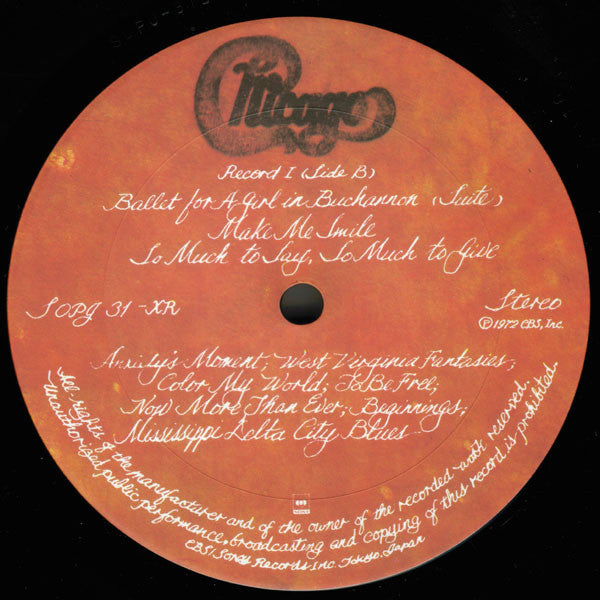 Chicago
Record I (Side B)
Ballet for A Girl in Buchannon (Suite)
Make Me Smile
So Much to Say, So Much to Give
SOPJ 31-XR
Stereo
℗1972 CBS, Inc.
Anxiety's Moment; West Virginia Fantasies;
Color My World; To Be Free;
Now More Than Ever; Beginnings;
Mississippi Delta City Blues
All rights of the manufacturer and of the owner of the recorded work reserved.
Unauthorized public performance, broadcasting and copying of this record is prohibited.
CBS/Sony Records Inc. Tokyo, Japan